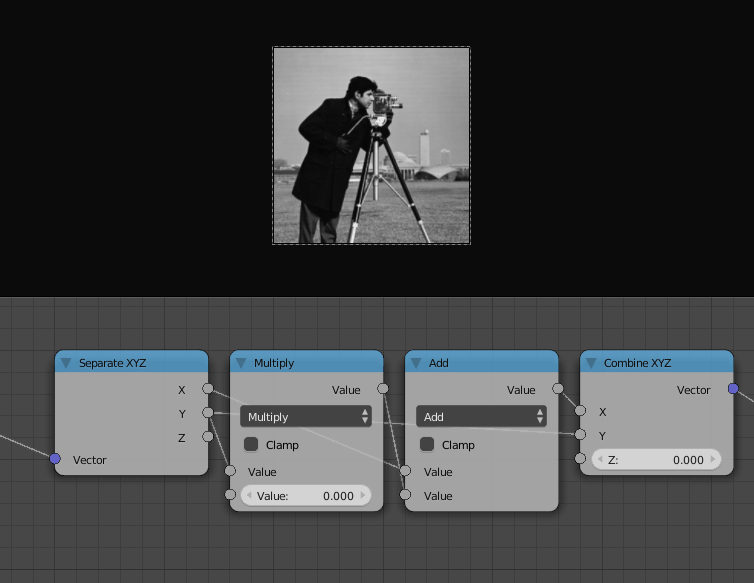 Separate XYZ
X
Y
Z
Vector
Multiply
Value
Multiply
Clamp
Value
Value: 0.000
Add
Value
Add
Clamp
Value
Value
Combine XYZ
Vector
X
Y
Z: 0.000